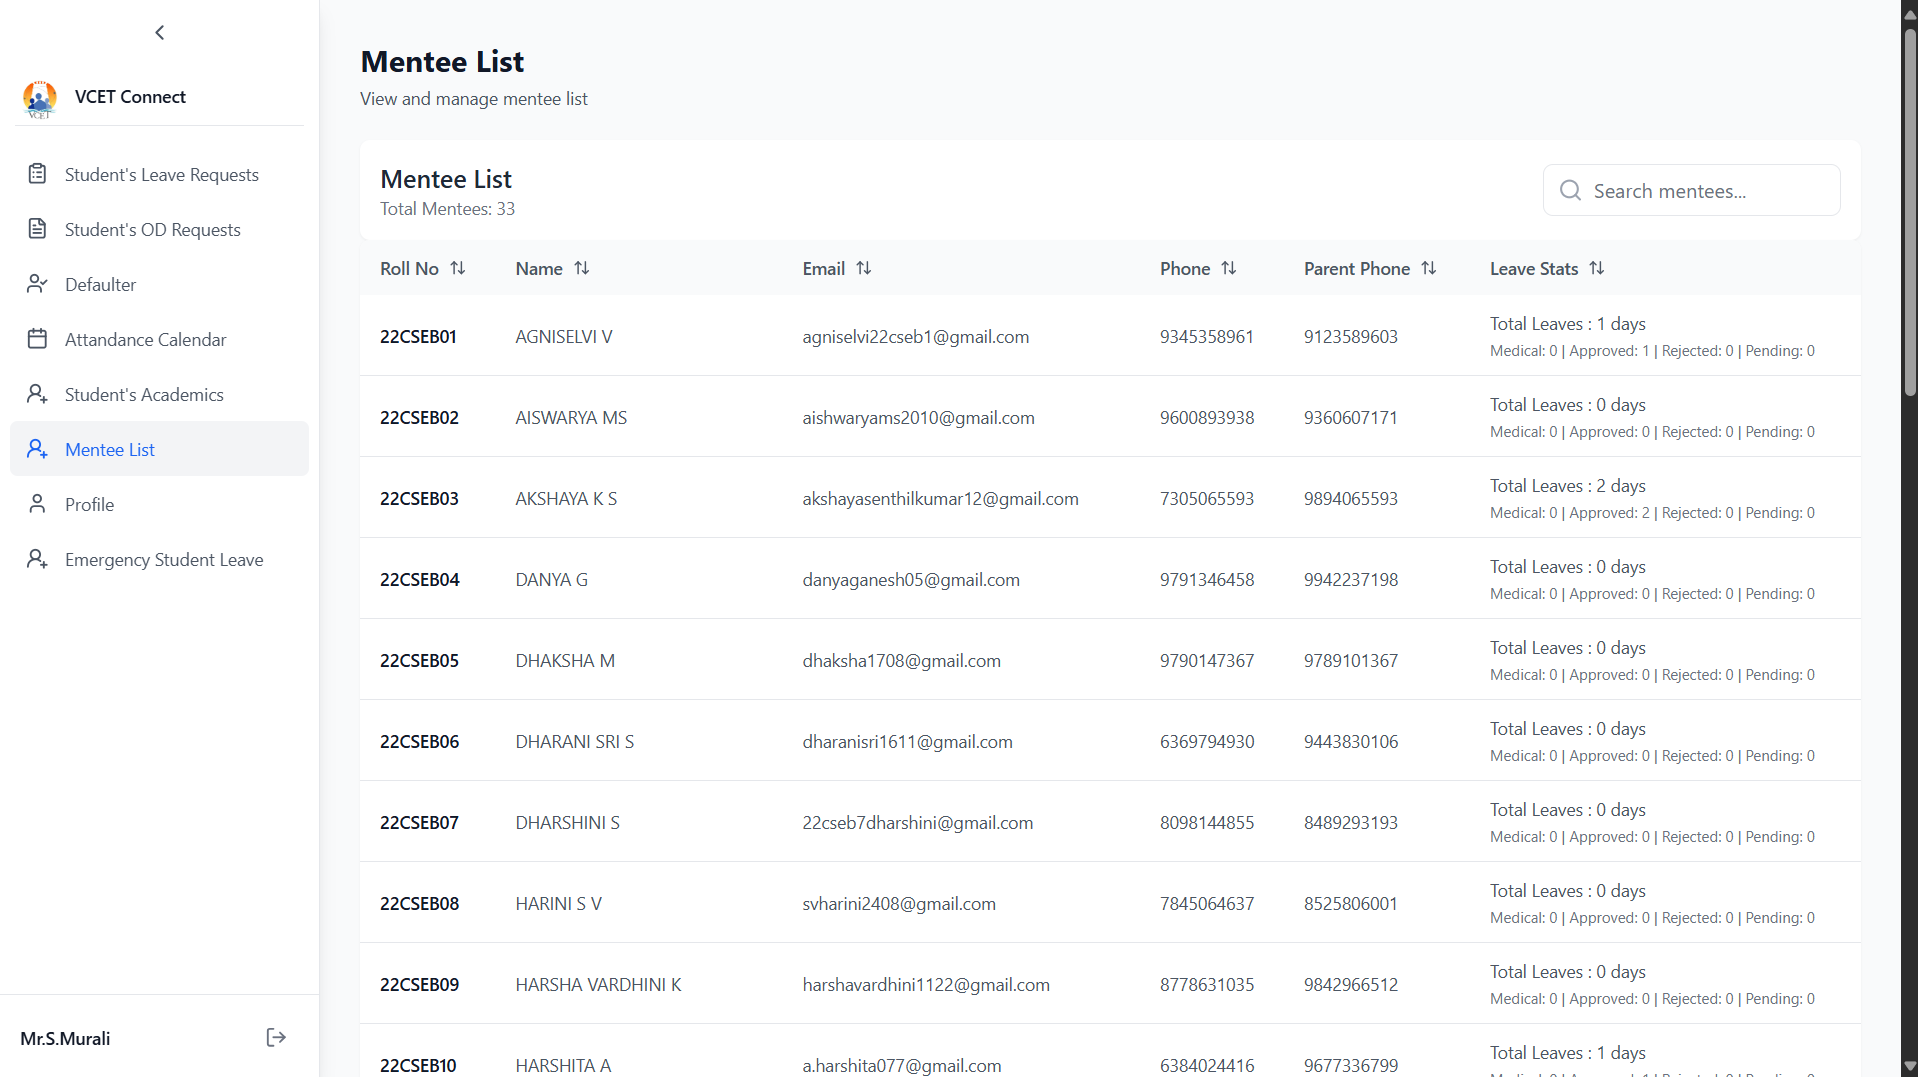 VCET Connect
Student's Leave Requests
Student's OD Requests
Defaulter
Attandance Calendar
Student's Academics
Mentee List
Profile
Emergency Student Leave
Mr.S.Murali
Mentee List
View and manage mentee list
Mentee List
Total Mentees: 33
Search mentees...
Roll No Name Email Phone Parent Phone Leave Stats
22CSEB01 AGNISELVI V agniselvi22cseb1@gmail.com 9345358961 9123589603 Total Leaves : 1 days
Medical: 0 | Approved: 1 | Rejected: 0 | Pending: 0
22CSEB02 AISWARYA MS aishwaryams2010@gmail.com 9600893938 9360607171 Total Leaves : 0 days
Medical: 0 | Approved: 0 | Rejected: 0 | Pending: 0
22CSEB03 AKSHAYA K S akshayasenthilkumar12@gmail.com 7305065593 9894065593 Total Leaves : 2 days
Medical: 0 | Approved: 2 | Rejected: 0 | Pending: 0
22CSEB04 DANYA G danyaganesh05@gmail.com 9791346458 9942237198 Total Leaves : 0 days
Medical: 0 | Approved: 0 | Rejected: 0 | Pending: 0
22CSEB05 DHAKSHA M dhaksha1708@gmail.com 9790147367 9789101367 Total Leaves : 0 days
Medical: 0 | Approved: 0 | Rejected: 0 | Pending: 0
22CSEB06 DHARANI SRI S dharanisri1611@gmail.com 6369794930 9443830106 Total Leaves : 0 days
Medical: 0 | Approved: 0 | Rejected: 0 | Pending: 0
22CSEB07 DHARSHINI S 22cseb7dharshini@gmail.com 8098144855 8489293193 Total Leaves : 0 days
Medical: 0 | Approved: 0 | Rejected: 0 | Pending: 0
22CSEB08 HARINI S V svharini2408@gmail.com 7845064637 8525806001 Total Leaves : 0 days
Medical: 0 | Approved: 0 | Rejected: 0 | Pending: 0
22CSEB09 HARSHA VARDHINI K harshavardhini1122@gmail.com 8778631035 9842966512 Total Leaves : 0 days
Medical: 0 | Approved: 0 | Rejected: 0 | Pending: 0
22CSEB10 HARSHITA A a.harshita077@gmail.com 6384024416 9677336799 Total Leaves : 1 days